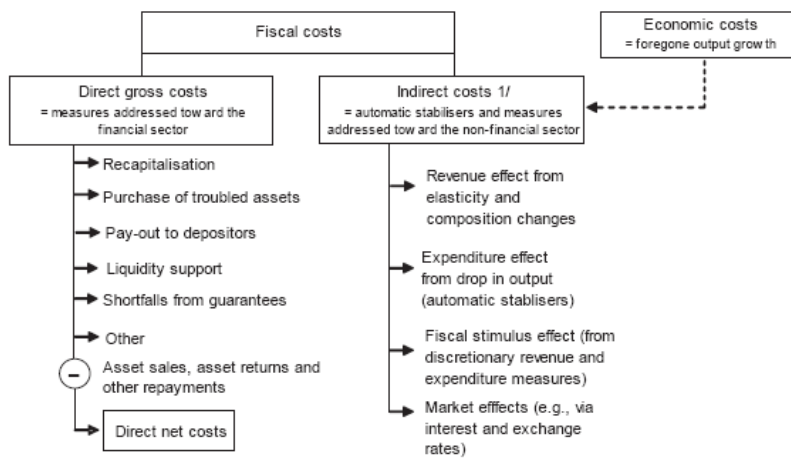 Fiscal costs
Economic costs
= foregone output growth
Direct gross costs
= measures addressed tow ard the
financial sector
Indirect costs 1/
= automatic stabilisers and measures
addressed tow ard the non-financial sector
Recapitalisation
Purchase of troubled assets
Pay-out to depositors
Liquidity support
Shortfalls from guarantees
Other
−
Asset sales, asset returns and
other repayments
Direct net costs
Revenue effect from
elasticity and
composition changes
Expenditure effect
from drop in output
(automatic stablisers)
Fiscal stimulus effect (from
discretionary revenue and
expenditure measures)
Market efffects (e.g., via
interest and exchange
rates)